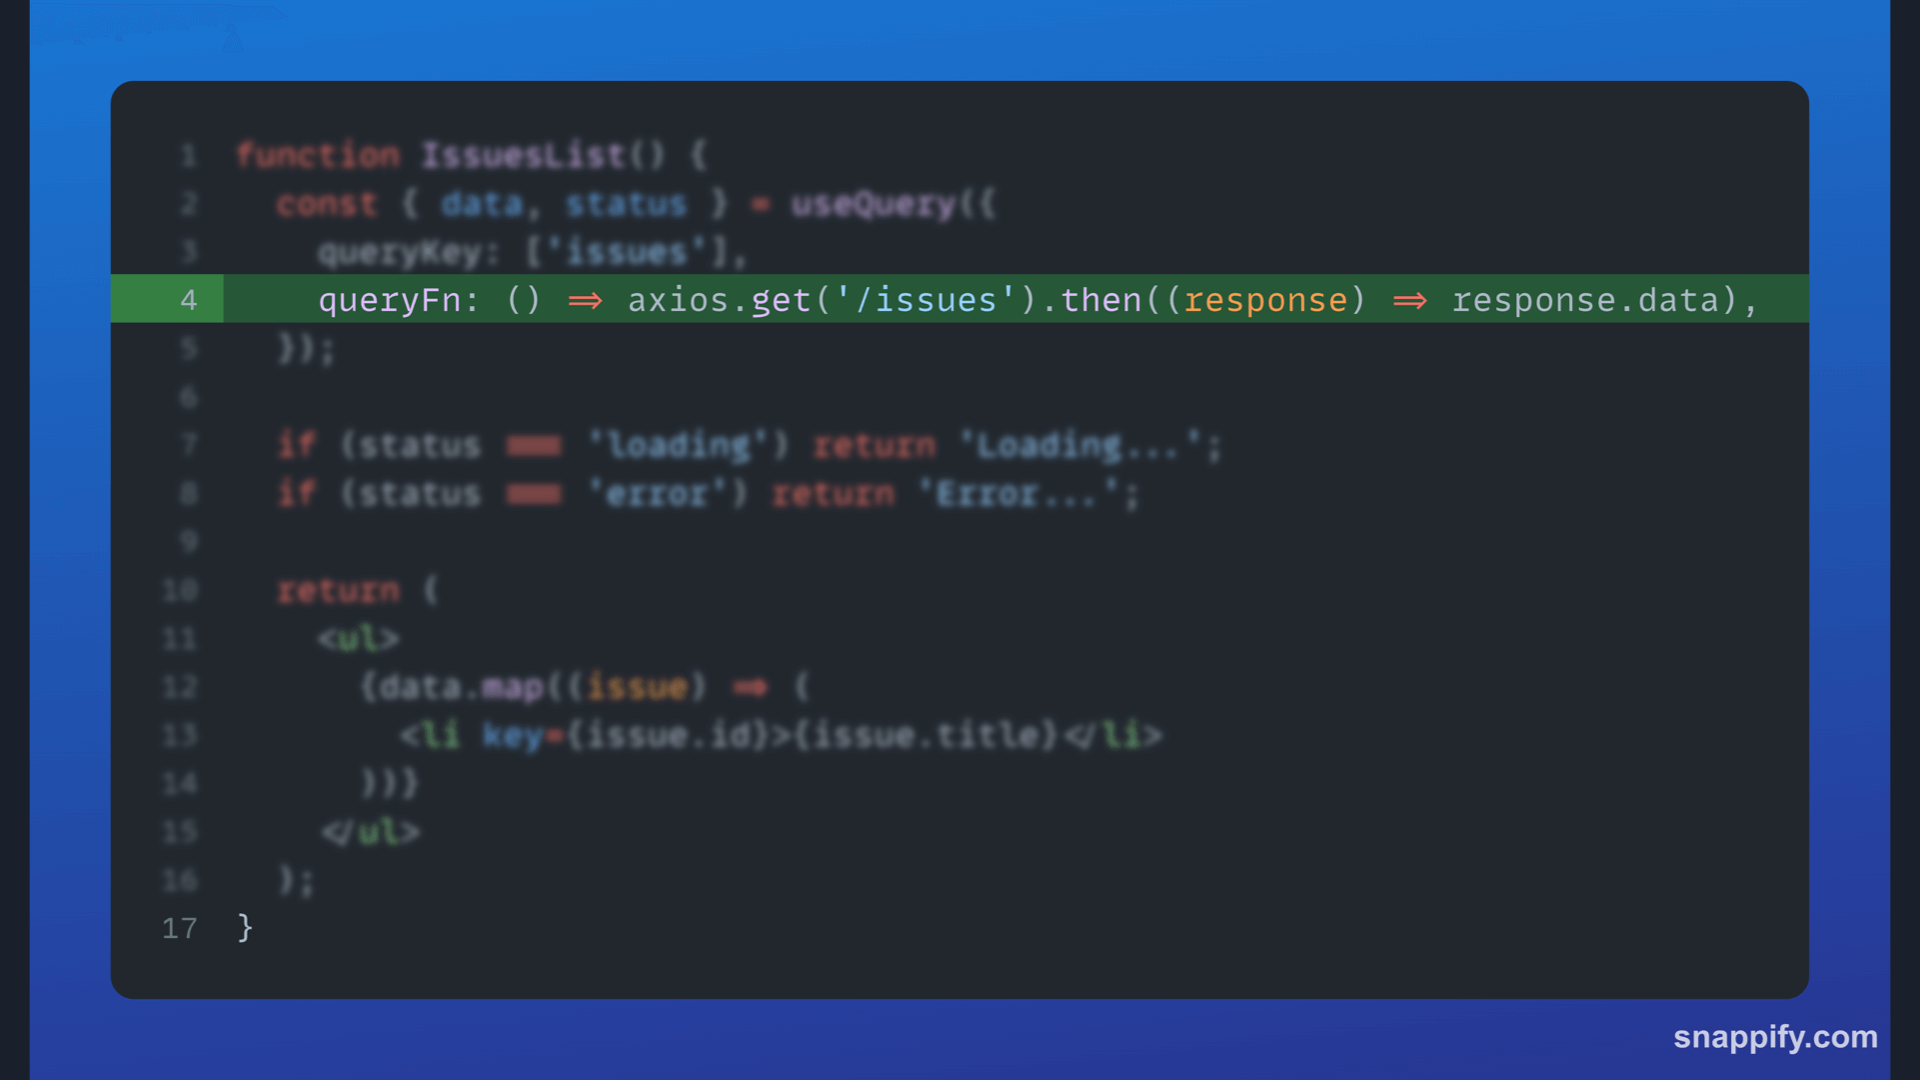 1 function IssuesList() {
2 const { data, status } = useQuery({
3 queryKey: ['issues'],
4 queryFn: () => axios.get('/issues').then((response) => response.data),
5 });
6
7 if (status === 'loading') return 'Loading...';
8 if (status === 'error') return 'Error...';
9
10 return (
11 <ul>
12 {data.map((issue) => (
13 <li key={issue.id}>{issue.title}</li>
14 ))}
15 </ul>
16 );
17 }
snappify.com